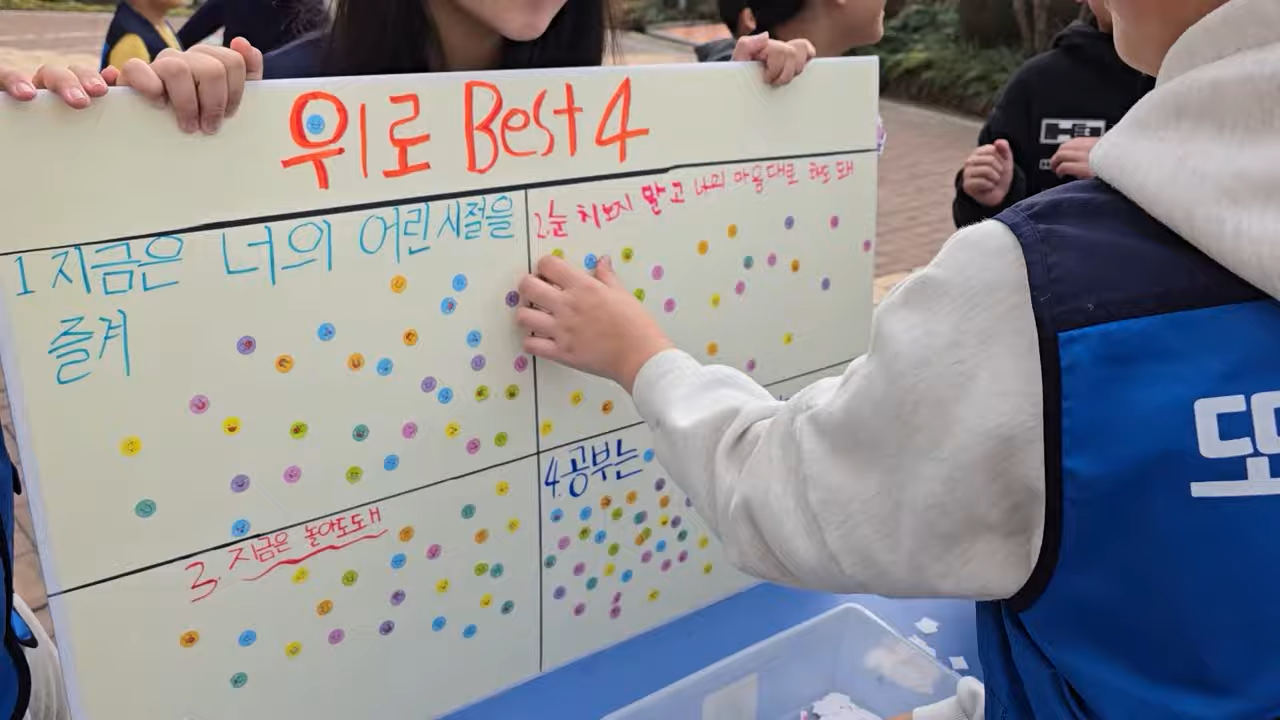 위로 Best 4
1 지금은 너의 어린시절을
즐겨
2. 눈치보지 말고 너의 마음대로 해도 돼
3. 지금은 놀아도돼
4. 공부는
또